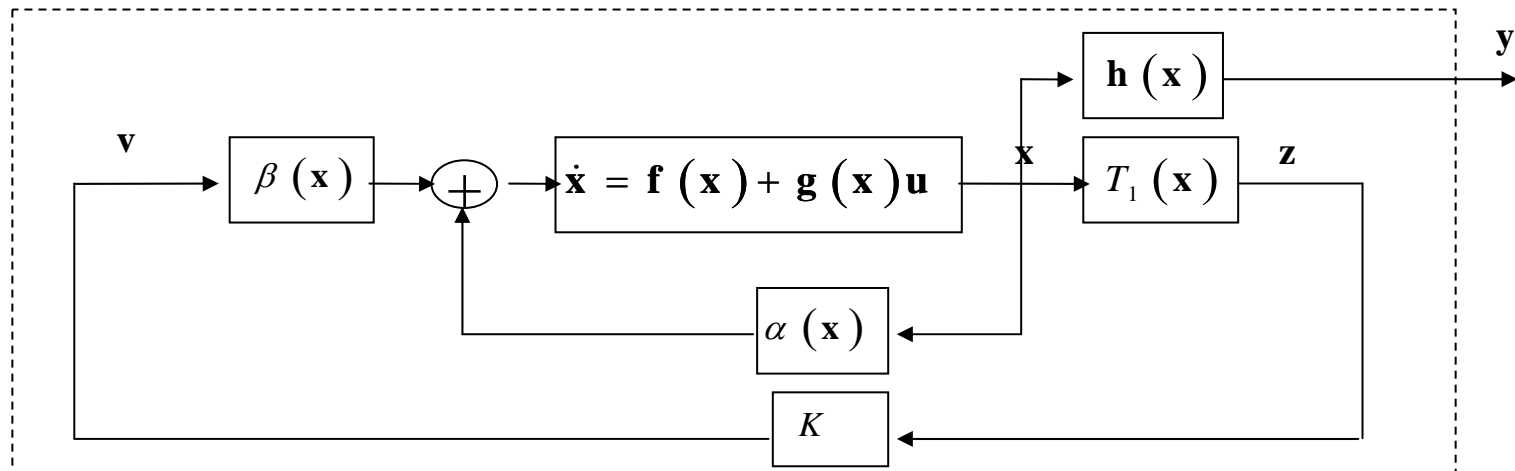 y
h ( x )
v
β ( x )
+
ẋ = f ( x ) + g ( x ) u
x
T₁ ( x )
z
α ( x )
K